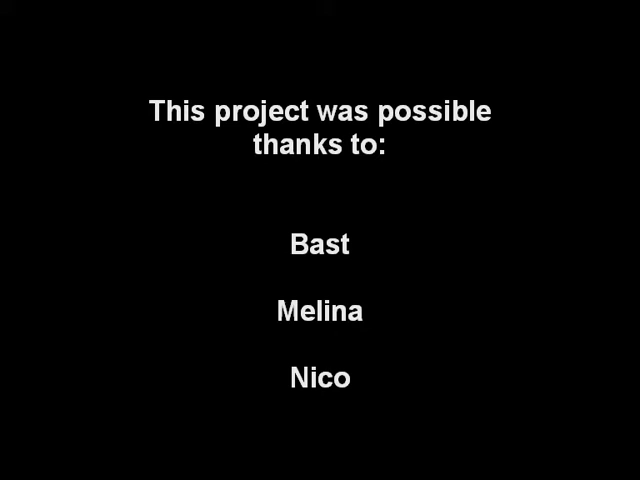 This project was possible
thanks to:
Bast
Melina
Nico